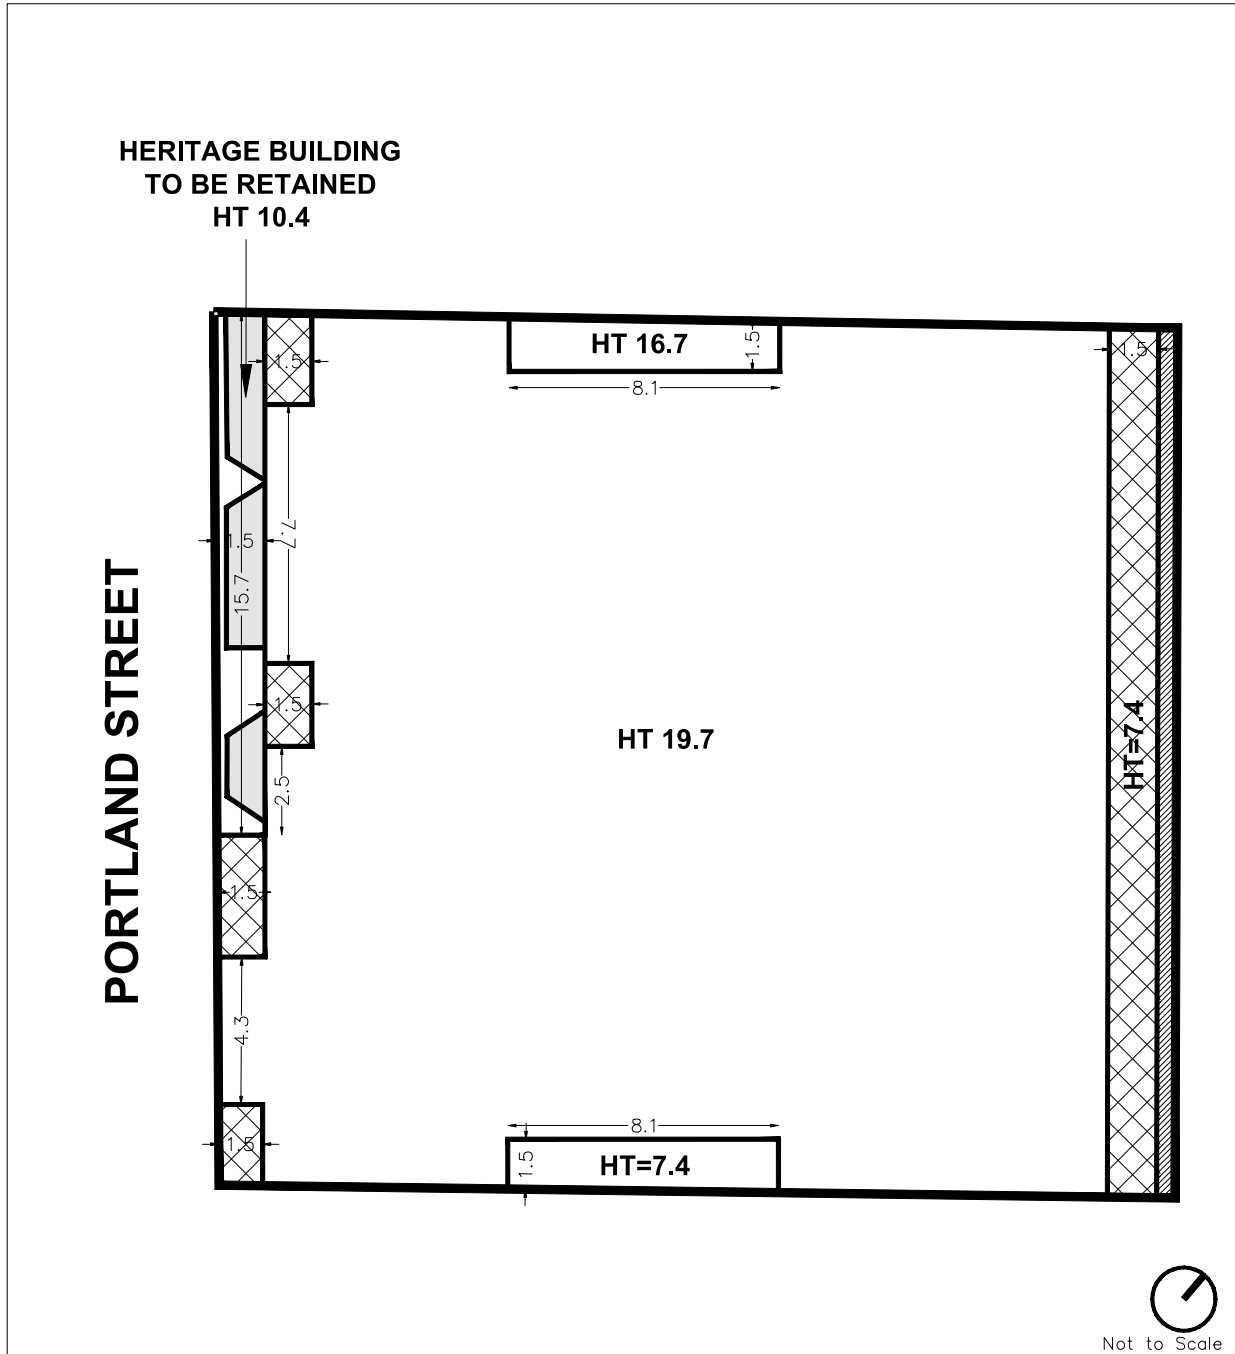 HERITAGE BUILDING
TO BE RETAINED
HT 10.4
HT 16.7
1.5
8.1
1.5
1.5
7.7
1.5
15.7
PORTLAND STREET
1.5
HT 19.7
HT=7.4
2.5
1.5
4.3
8.1
1.5
1.5
HT=7.4
Not to Scale